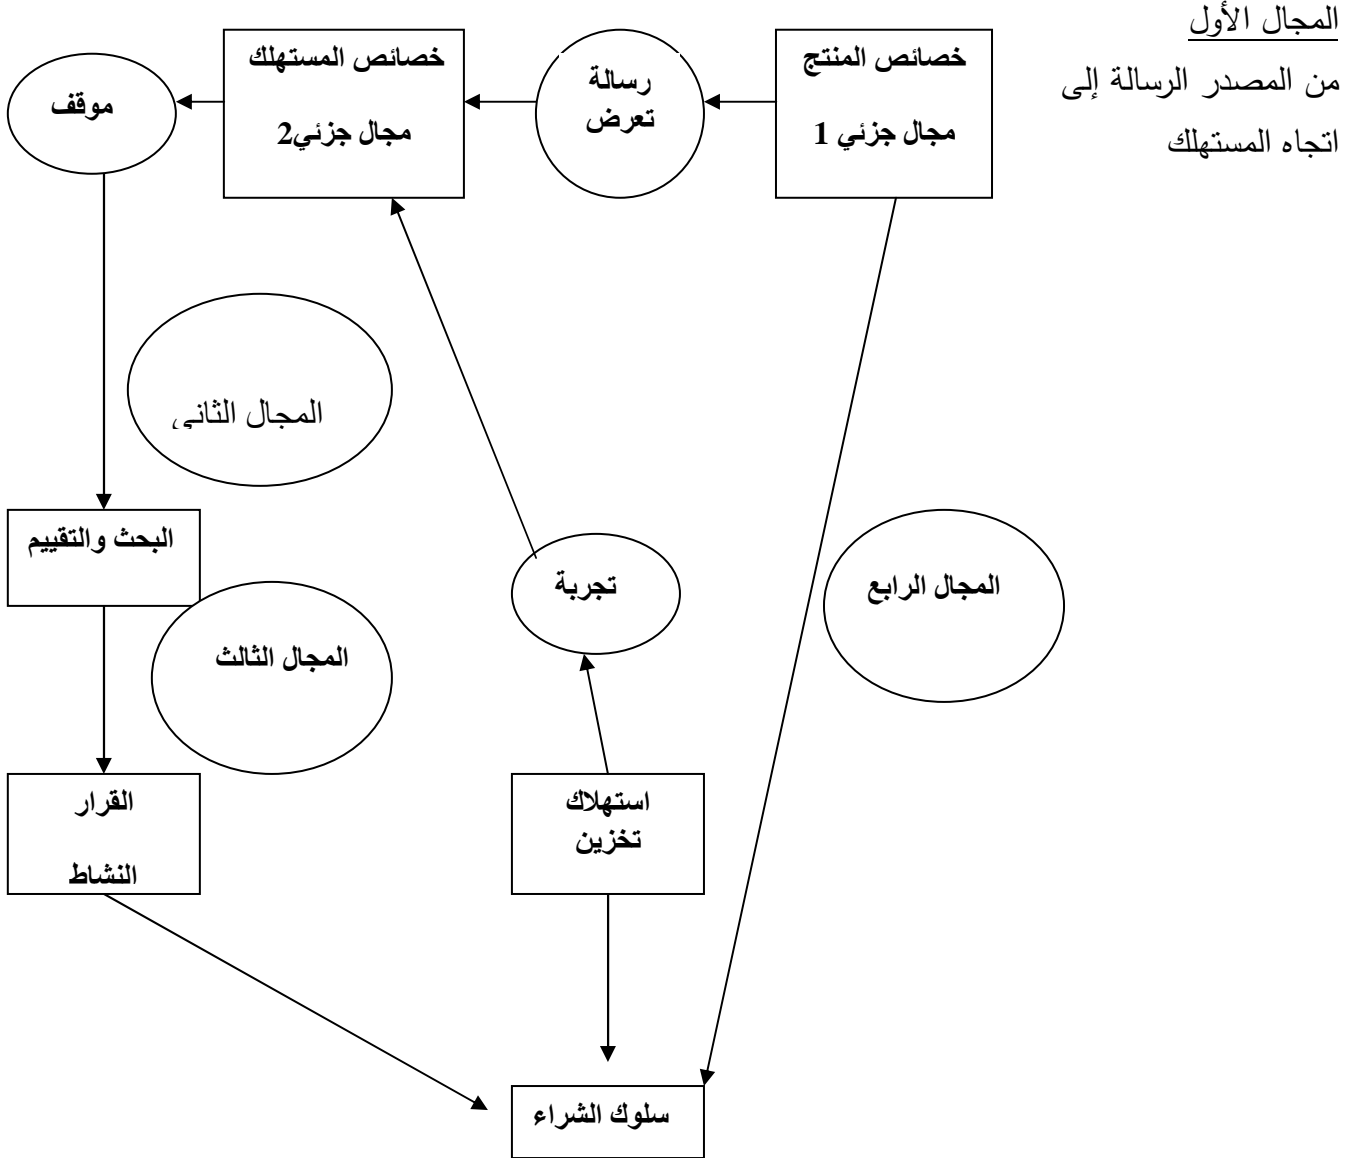 المجال الأول
من المصدر الرسالة إلى
اتجاه المستهلك
خصائص المنتج
مجال جزئي 1
رسالة
تعرض
خصائص المستهلك
مجال جزئي2
موقف
المجال الثاني
البحث والتقييم
تجربة
المجال الرابع
المجال الثالث
القرار
النشاط
استهلاك
تخزين
سلوك الشراء